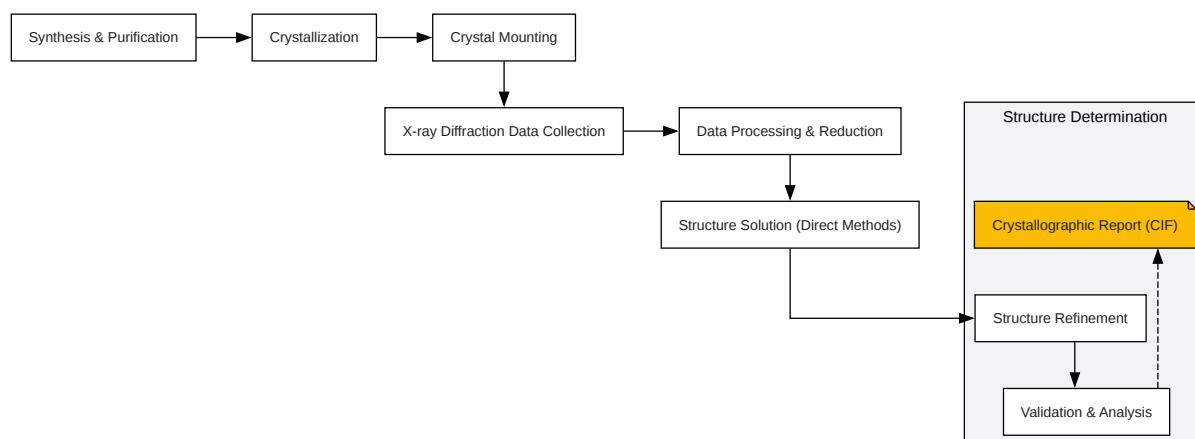 Synthesis & Purification
Crystallization
Crystal Mounting
X-ray Diffraction Data Collection
Data Processing & Reduction
Structure Determination
Structure Solution (Direct Methods)
Crystallographic Report (CIF)
Structure Refinement
Validation & Analysis